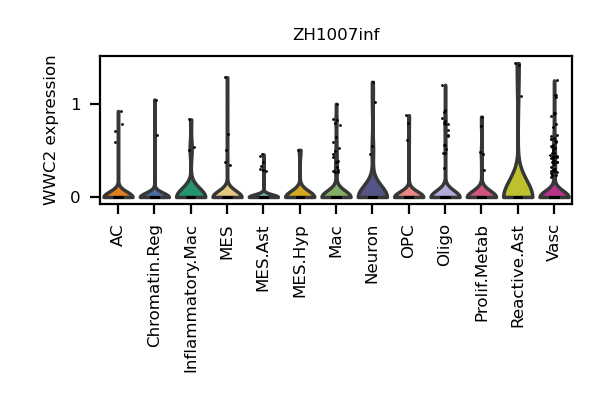 ZH1007inf
WWC2 expression
1
0
AC
Chromatin.Reg
Inflammatory.Mac
MES
MES.Ast
MES.Hyp
Mac
Neuron
OPC
Oligo
Prolif.Metab
Reactive.Ast
Vasc